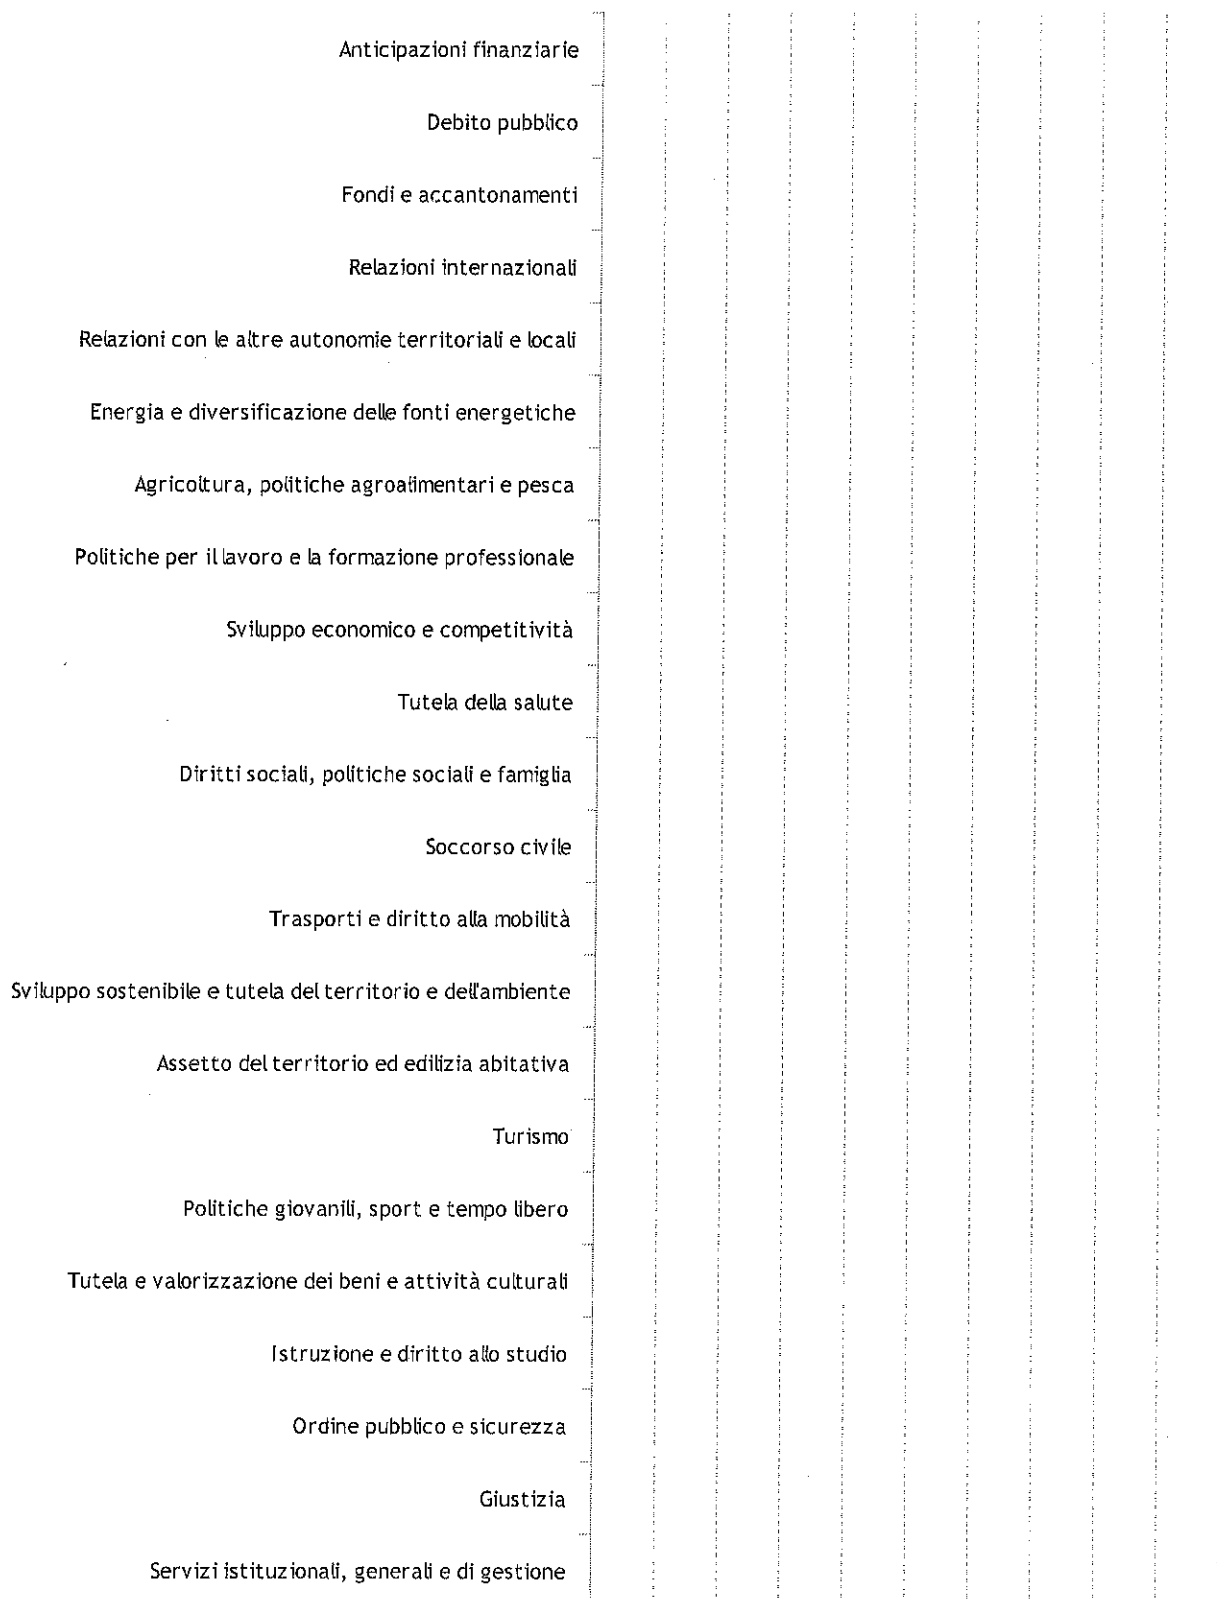 Anticipazioni finanziarie
Debito pubblico
Fondi e accantonamenti
Relazioni internazionali
Relazioni con le altre autonomie territoriali e locali
Energia e diversificazione delle fonti energetiche
Agricoltura, politiche agroalimentari e pesca
Politiche per il lavoro e la formazione professionale
Sviluppo economico e competitività
Tutela della salute
Diritti sociali, politiche sociali e famiglia
Soccorso civile
Trasporti e diritto alla mobilità
Sviluppo sostenibile e tutela del territorio e dell'ambiente
Assetto del territorio ed edilizia abitativa
Turismo
Politiche giovanili, sport e tempo libero
Tutela e valorizzazione dei beni e attività culturali
Istruzione e diritto allo studio
Ordine pubblico e sicurezza
Giustizia
Servizi istituzionali, generali e di gestione